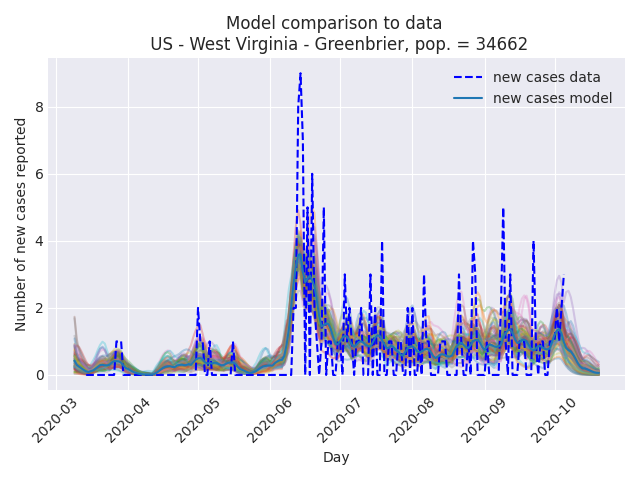 Model comparison to data
US - West Virginia - Greenbrier, pop. = 34662
new cases data
new cases model
Number of new cases reported
8
6
4
2
0
2020-03
2020-04
2020-05
2020-06
2020-07
2020-08
2020-09
2020-10
Day